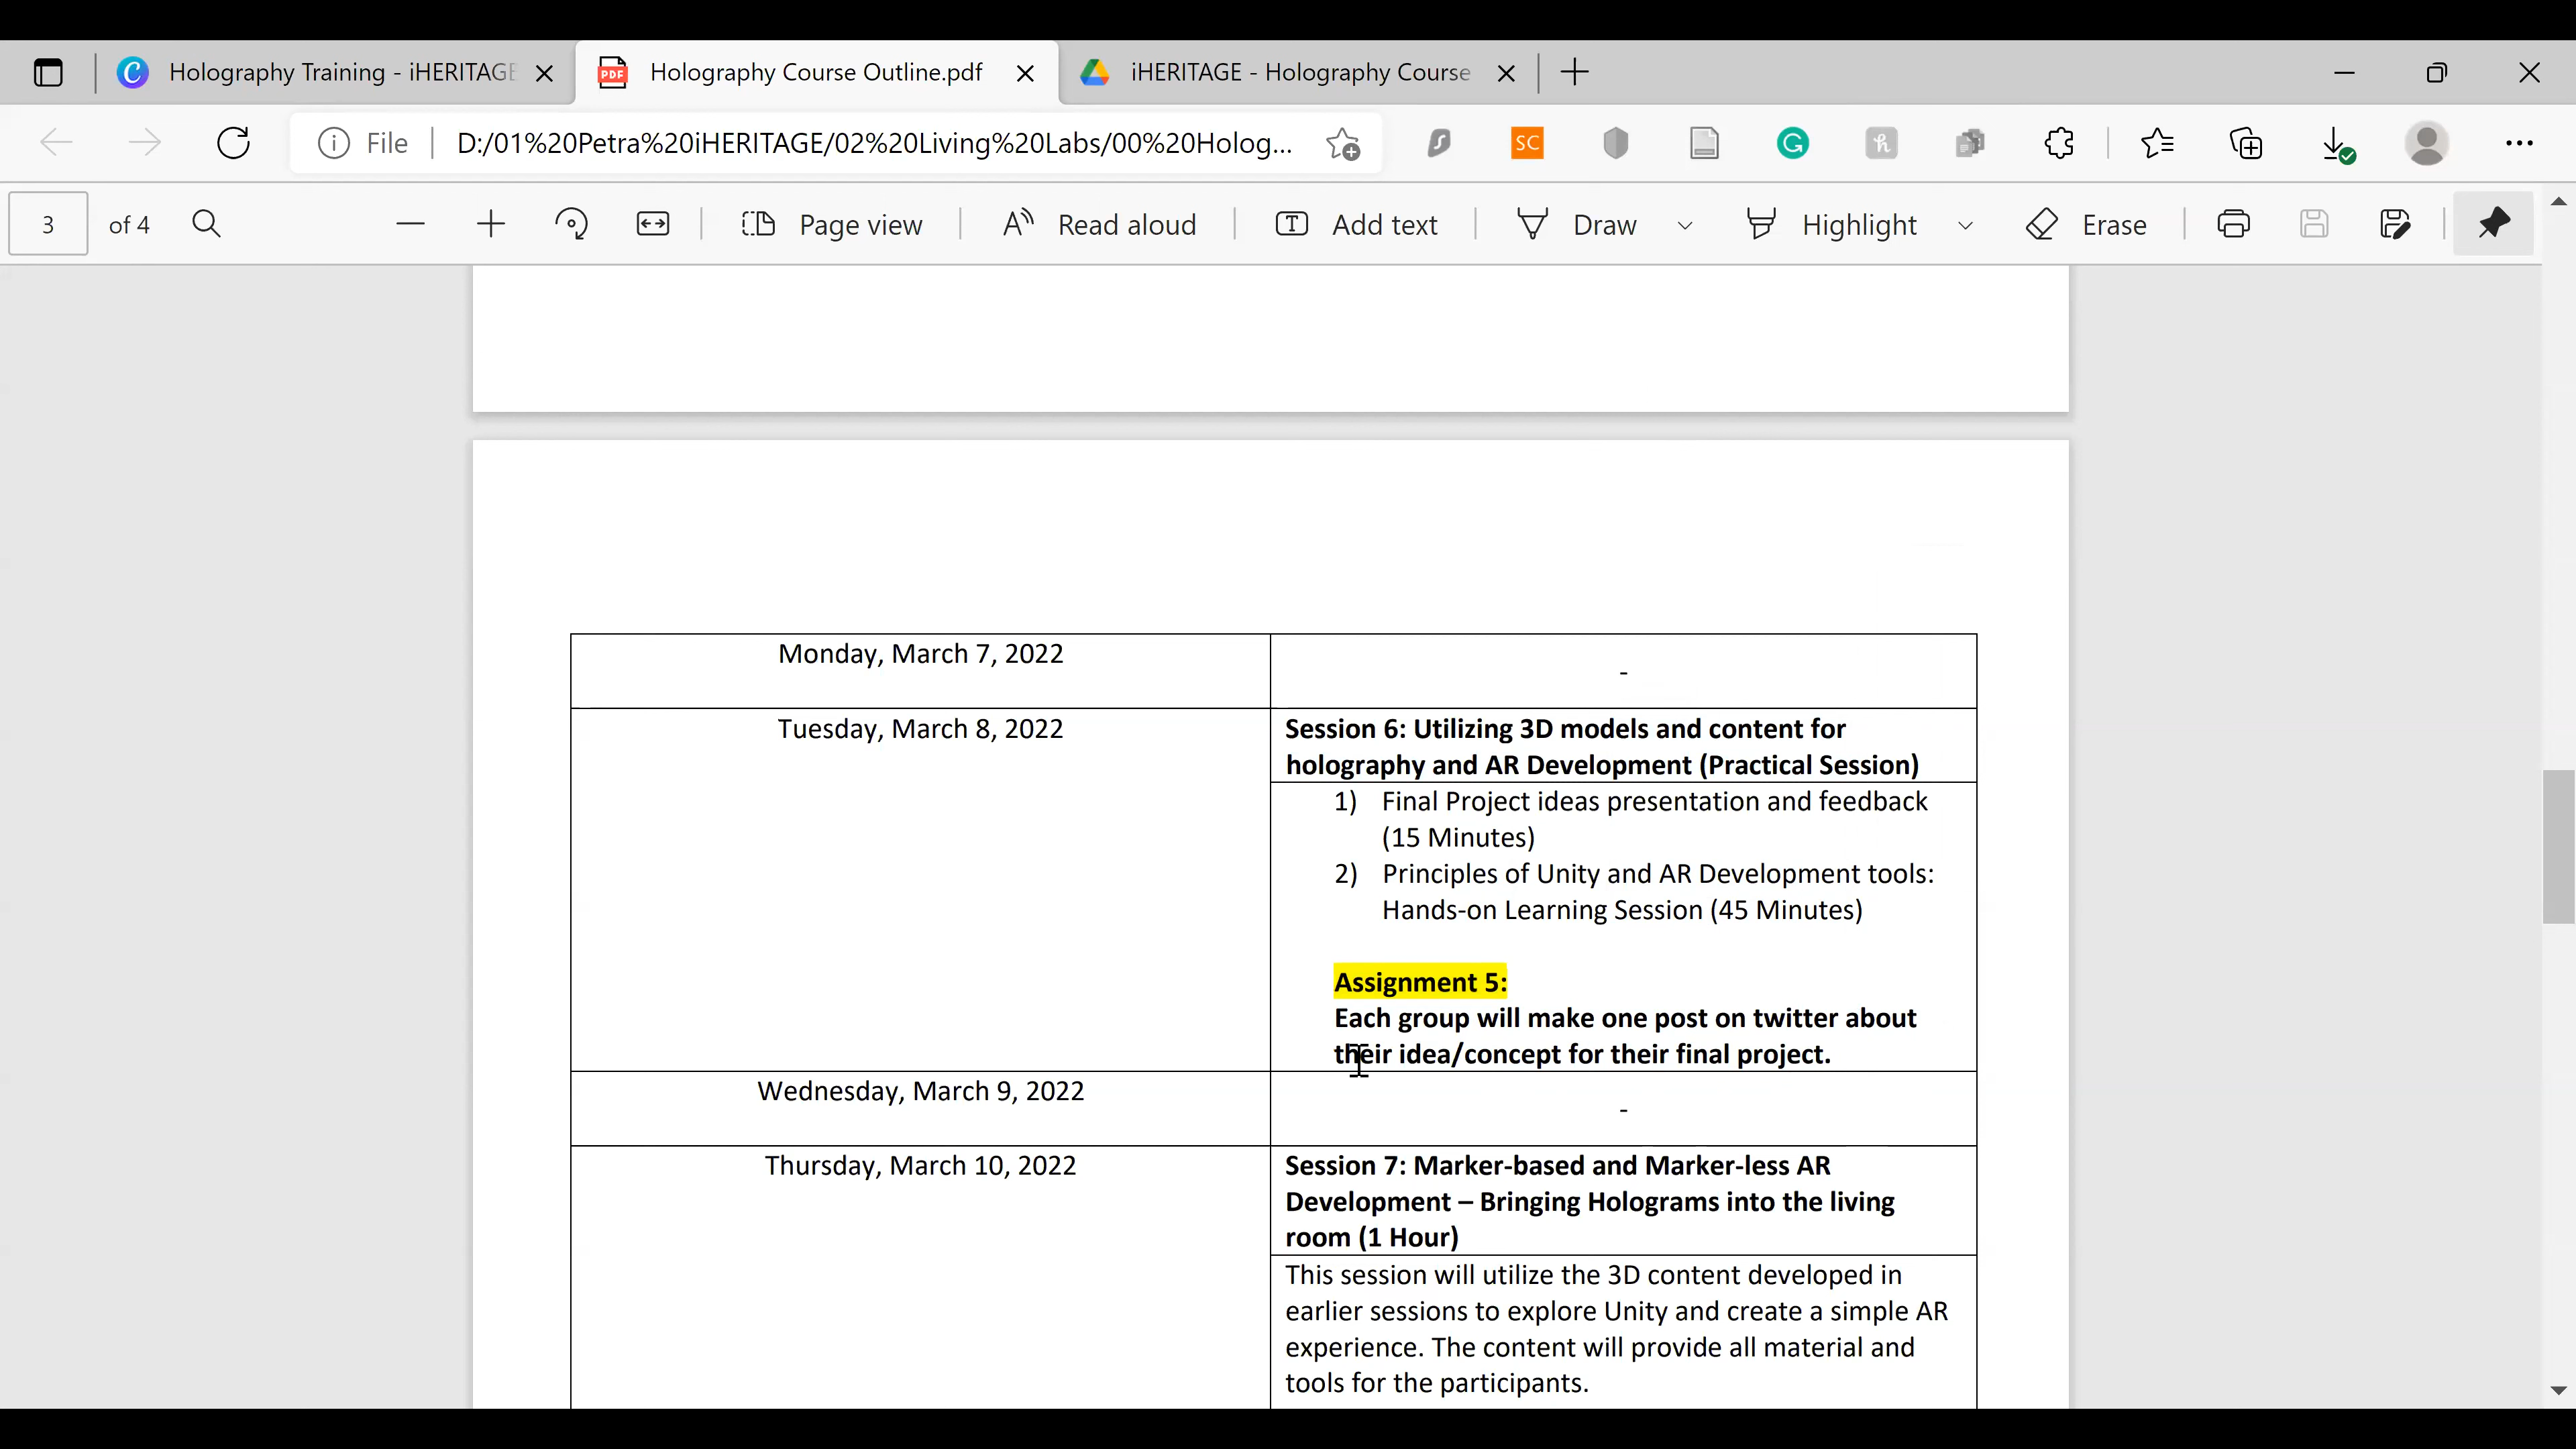 Holography Training - iHERITAGE
Holography Course Outline.pdf
iHERITAGE - Holography Course
File
D:/01%20Petra%20iHERITAGE/02%20Living%20Labs/00%20Holog...
SC
3 of 4
Page view
Read aloud
Add text
Draw
Highlight
Erase
Monday, March 7, 2022
-
Tuesday, March 8, 2022
Session 6: Utilizing 3D models and content for
holography and AR Development (Practical Session)
1) Final Project ideas presentation and feedback
(15 Minutes)
2) Principles of Unity and AR Development tools:
Hands-on Learning Session (45 Minutes)
Assignment 5:
Each group will make one post on twitter about
their idea/concept for their final project.
Wednesday, March 9, 2022
-
Thursday, March 10, 2022
Session 7: Marker-based and Marker-less AR
Development – Bringing Holograms into the living
room (1 Hour)
This session will utilize the 3D content developed in
earlier sessions to explore Unity and create a simple AR
experience. The content will provide all material and
tools for the participants.